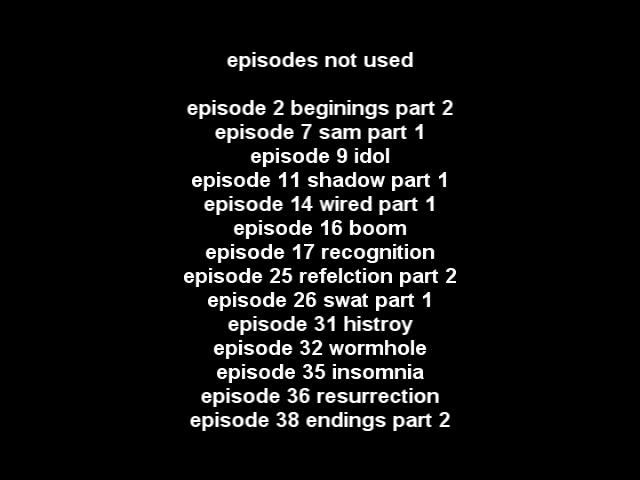 episodes not used
episode 2 beginings part 2
episode 7 sam part 1
episode 9 idol
episode 11 shadow part 1
episode 14 wired part 1
episode 16 boom
episode 17 recognition
episode 25 refelction part 2
episode 26 swat part 1
episode 31 histroy
episode 32 wormhole
episode 35 insomnia
episode 36 resurrection
episode 38 endings part 2